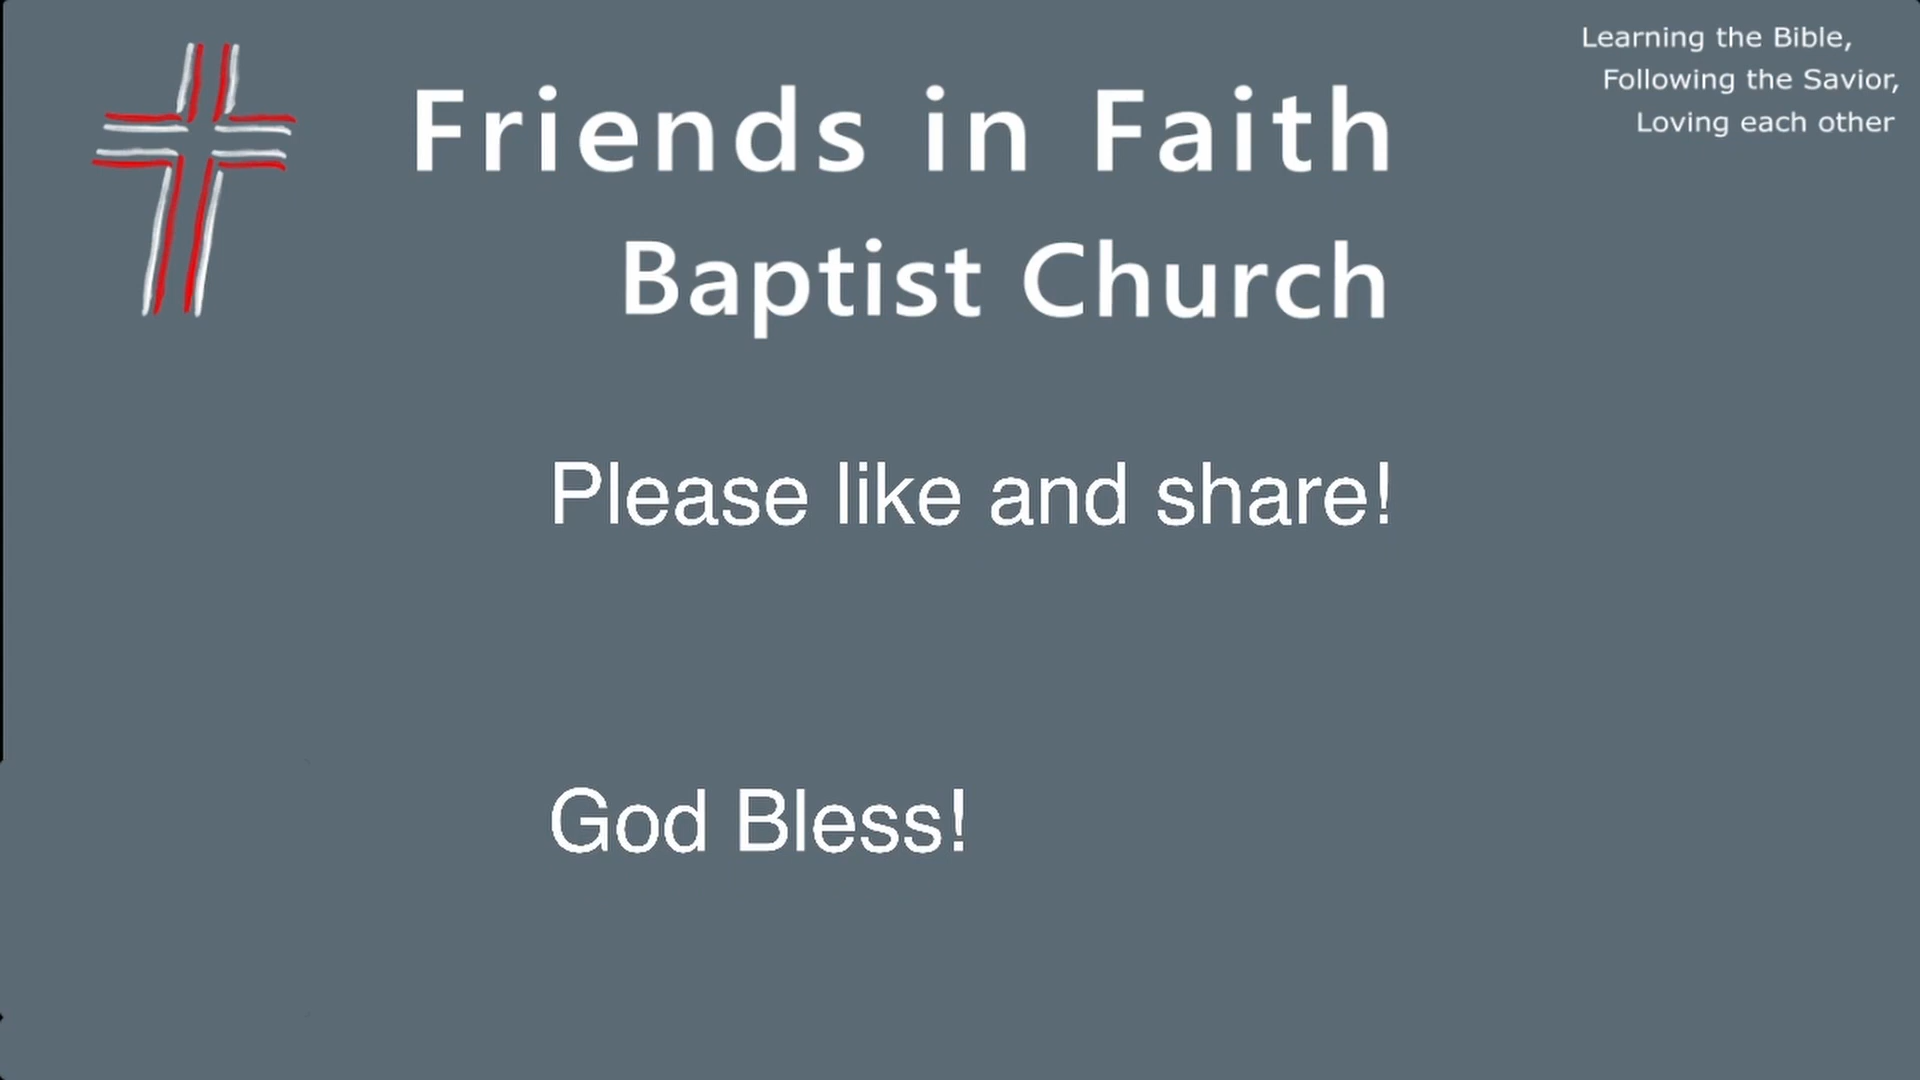 Friends in Faith
Baptist Church
Learning the Bible,
Following the Savior,
Loving each other
Please like and share!
God Bless!